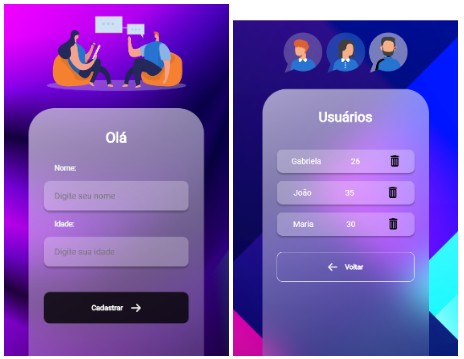 Olá
Nome:
Digite seu nome
Idade:
Digite sua idade
Cadastrar
Usuários
Gabriela 26
João 35
Maria 30
Voltar